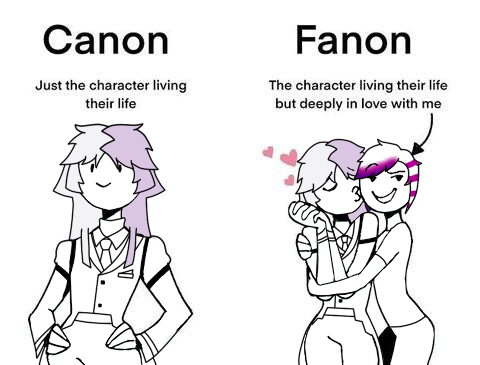 Canon
Just the character living
their life
Fanon
The character living their life
but deeply in love with me